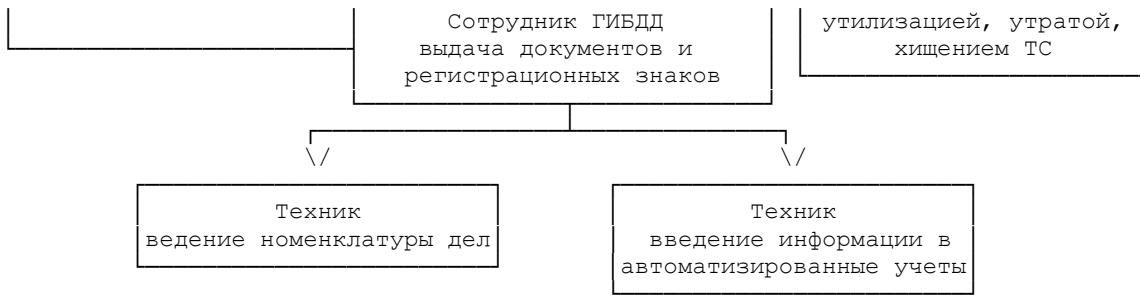 Сотрудник ГИБДД
выдача документов и
регистрационных знаков
утилизацией, утратой,
хищением ТС
\/
\/
Техник
ведение номенклатуры дел
Техник
введение информации в
автоматизированные учеты